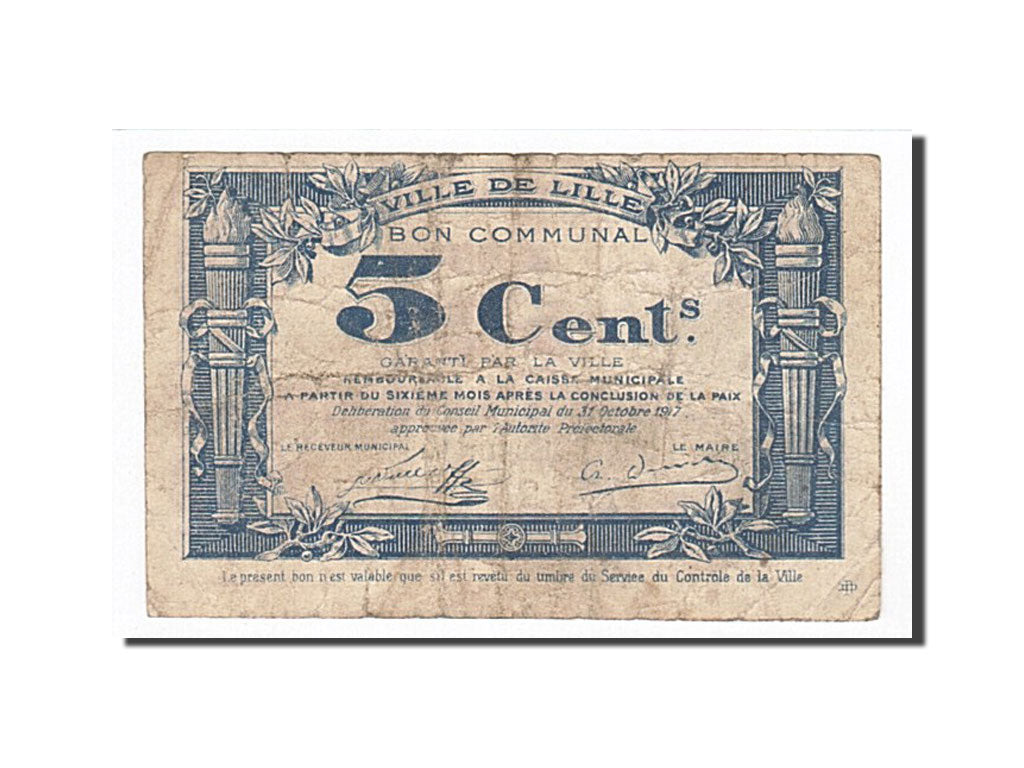 VILLE DE LILLE
BON COMMUNAL
5 Cent.s
GARANTI PAR LA VILLE
REMBOURSABLE A LA CAISSE MUNICIPALE
A PARTIR DU SIXIÈME MOIS APRÈS LA CONCLUSION DE LA PAIX
Délibération du Conseil Municipal du 31 Octobre 1917
approuvée par l'Autorité Préfectorale
LE RECEVEUR MUNICIPAL LE MAIRE
Le présent bon n'est valable que s'il est revêtu du timbre du Service du Contrôle de la Ville